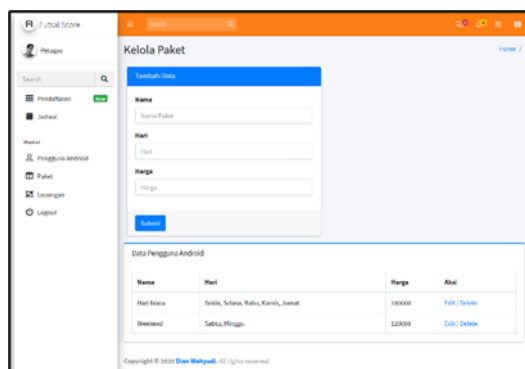 Futsal Score
Search
Petugas
Kelola Paket
Home /
Search
Pendaftaran
New
Jadwal
Master
Pengguna Android
Paket
Lapangan
Logout
Tambah Data
Nama
Nama Paket
Hari
Hari
Harga
Harga
Submit
Data Pengguna Android
Nama Hari Harga Aksi
Hari Biasa Senin, Selasa, Rabu, Kamis, Jumat 100000 Edit | Delete
Weekend Sabtu, Minggu 120000 Edit | Delete
Copyright © 2020 Dian Wahyudi. All rights reserved.